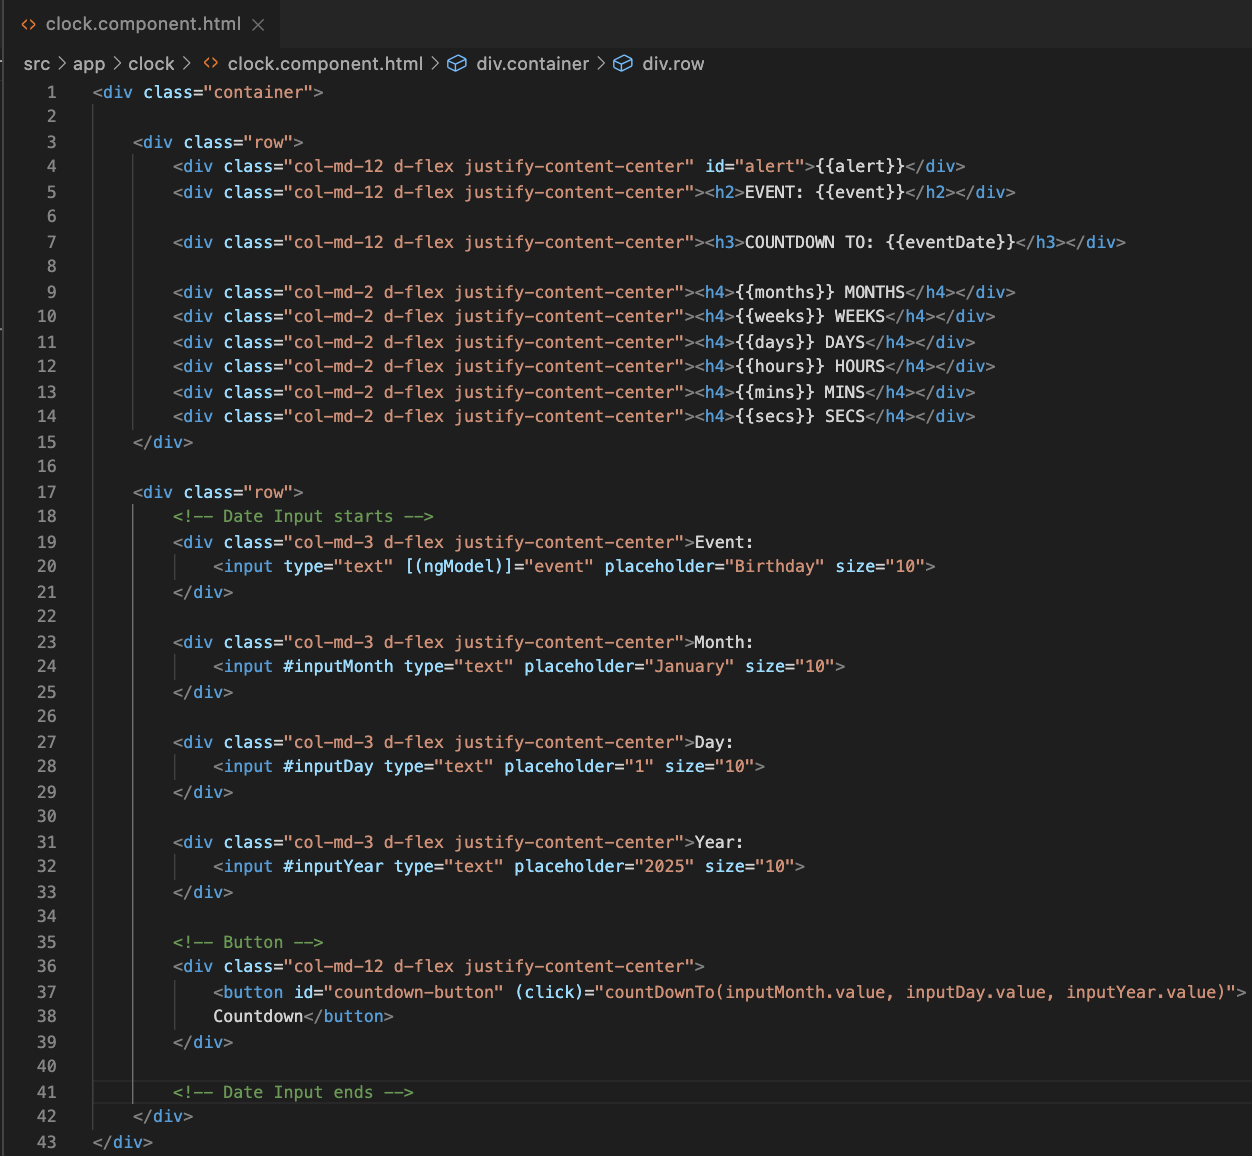 clock.component.html
src > app > clock > clock.component.html > div.container > div.row
1 <div class="container">
2
3 <div class="row">
4 <div class="col-md-12 d-flex justify-content-center" id="alert">{{alert}}</div>
5 <div class="col-md-12 d-flex justify-content-center"><h2>EVENT: {{event}}</h2></div>
6
7 <div class="col-md-12 d-flex justify-content-center"><h3>COUNTDOWN TO: {{eventDate}}</h3></div>
8
9 <div class="col-md-2 d-flex justify-content-center"><h4>{{months}} MONTHS</h4></div>
10 <div class="col-md-2 d-flex justify-content-center"><h4>{{weeks}} WEEKS</h4></div>
11 <div class="col-md-2 d-flex justify-content-center"><h4>{{days}} DAYS</h4></div>
12 <div class="col-md-2 d-flex justify-content-center"><h4>{{hours}} HOURS</h4></div>
13 <div class="col-md-2 d-flex justify-content-center"><h4>{{mins}} MINS</h4></div>
14 <div class="col-md-2 d-flex justify-content-center"><h4>{{secs}} SECS</h4></div>
15 </div>
16
17 <div class="row">
18 <!-- Date Input starts -->
19 <div class="col-md-3 d-flex justify-content-center">Event:
20 <input type="text" [(ngModel)]="event" placeholder="Birthday" size="10">
21 </div>
22
23 <div class="col-md-3 d-flex justify-content-center">Month:
24 <input #inputMonth type="text" placeholder="January" size="10">
25 </div>
26
27 <div class="col-md-3 d-flex justify-content-center">Day:
28 <input #inputDay type="text" placeholder="1" size="10">
29 </div>
30
31 <div class="col-md-3 d-flex justify-content-center">Year:
32 <input #inputYear type="text" placeholder="2025" size="10">
33 </div>
34
35 <!-- Button -->
36 <div class="col-md-12 d-flex justify-content-center">
37 <button id="countdown-button" (click)="countDownTo(inputMonth.value, inputDay.value, inputYear.value)">
38 Countdown</button>
39 </div>
40
41 <!-- Date Input ends -->
42 </div>
43 </div>